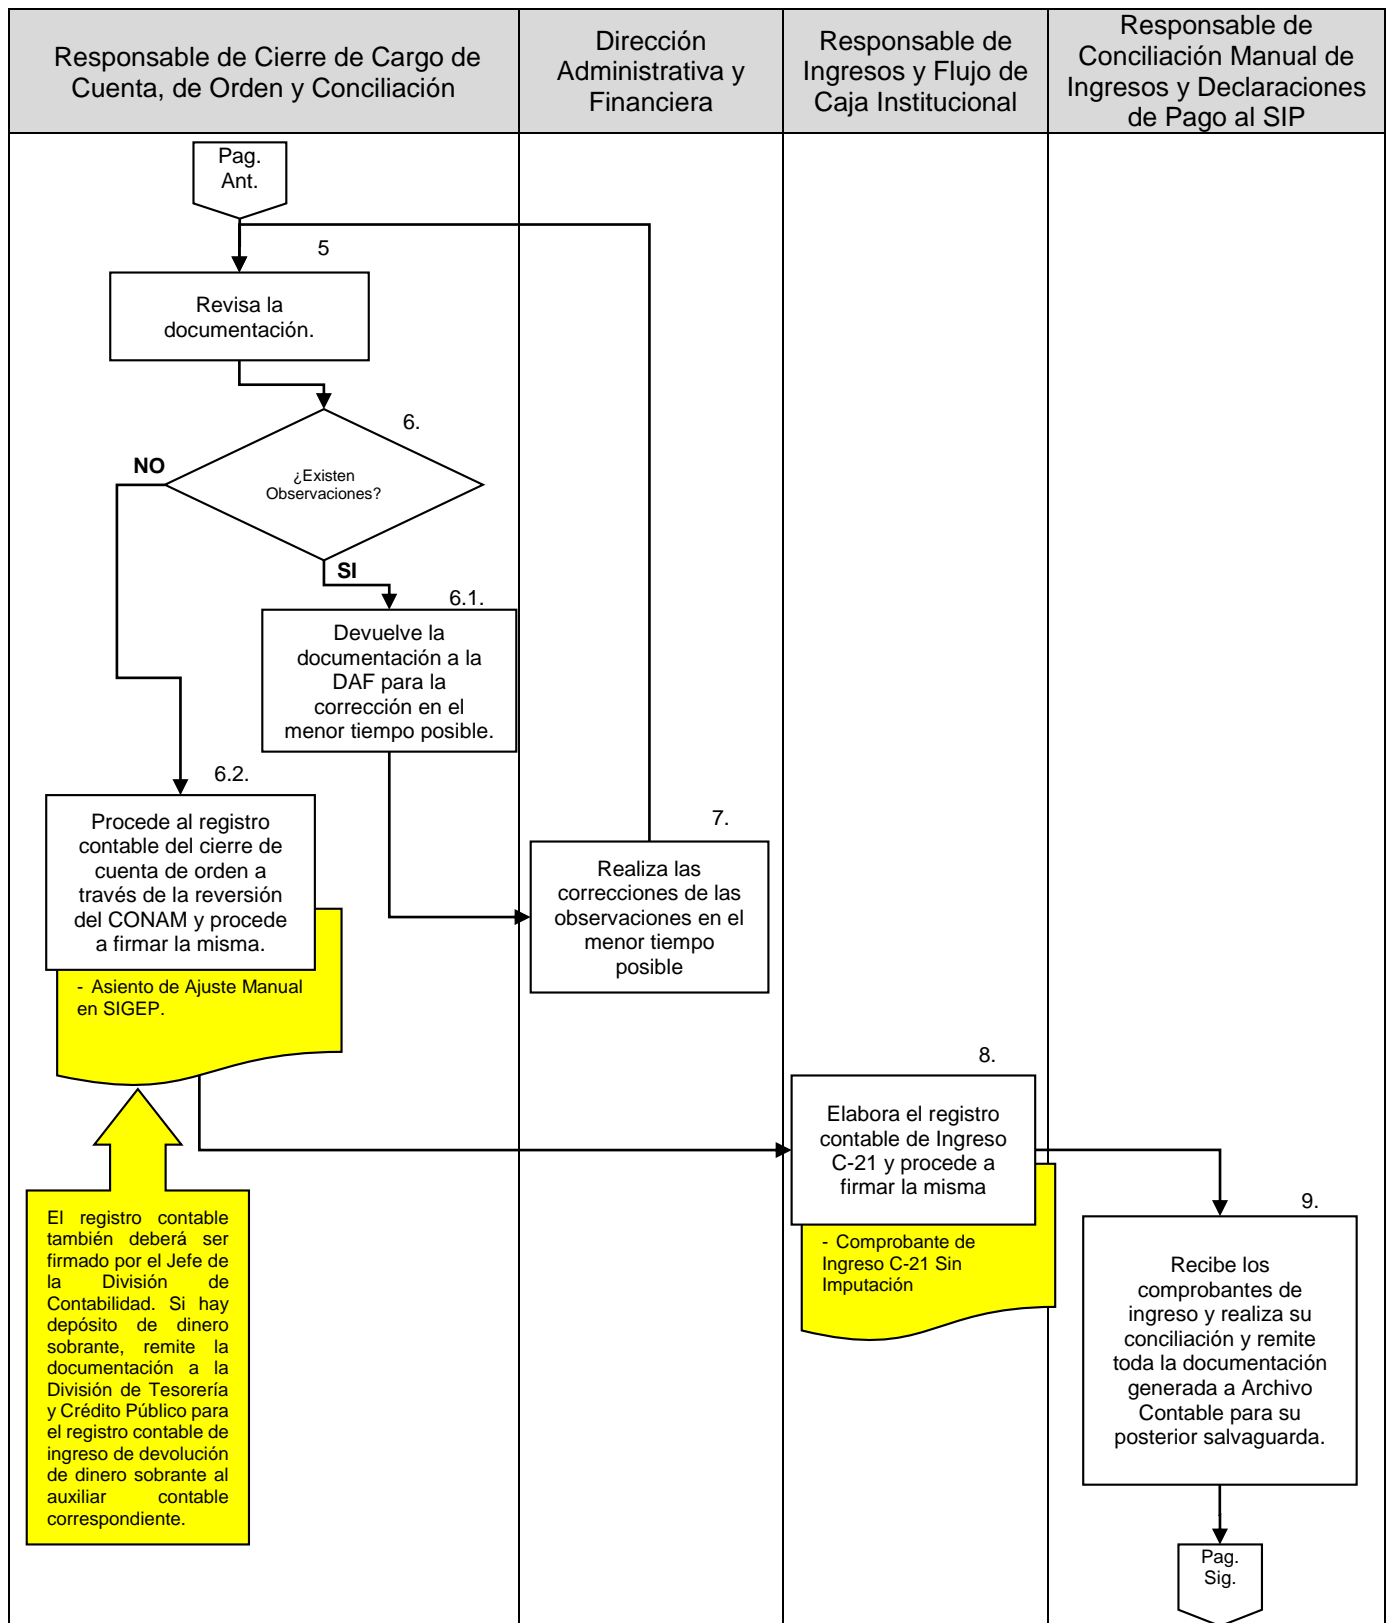 Responsable de Cierre de Cargo de
Cuenta, de Orden y Conciliación
Dirección
Administrativa y
Financiera
Responsable de
Ingresos y Flujo de
Caja Institucional
Responsable de
Conciliación Manual de
Ingresos y Declaraciones
de Pago al SIP
Pag.
Ant.
5
Revisa la
documentación.
6.
¿Existen
Observaciones?
NO
SI
6.1.
Devuelve la
documentación a la
DAF para la
corrección en el
menor tiempo posible.
6.2.
Procede al registro
contable del cierre de
cuenta de orden a
través de la reversión
del CONAM y procede
a firmar la misma.
- Asiento de Ajuste Manual
en SIGEP.
7.
Realiza las
correcciones de las
observaciones en el
menor tiempo
posible
8.
Elabora el registro
contable de Ingreso
C-21 y procede a
firmar la misma
- Comprobante de
Ingreso C-21 Sin
Imputación
9.
Recibe los
comprobantes de
ingreso y realiza su
conciliación y remite
toda la documentación
generada a Archivo
Contable para su
posterior salvaguarda.
El registro contable
también deberá ser
firmado por el Jefe de
la División de
Contabilidad. Si hay
depósito de dinero
sobrante, remite la
documentación a la
División de Tesorería
y Crédito Público para
el registro contable de
ingreso de devolución
de dinero sobrante al
auxiliar contable
correspondiente.
Pag.
Sig.